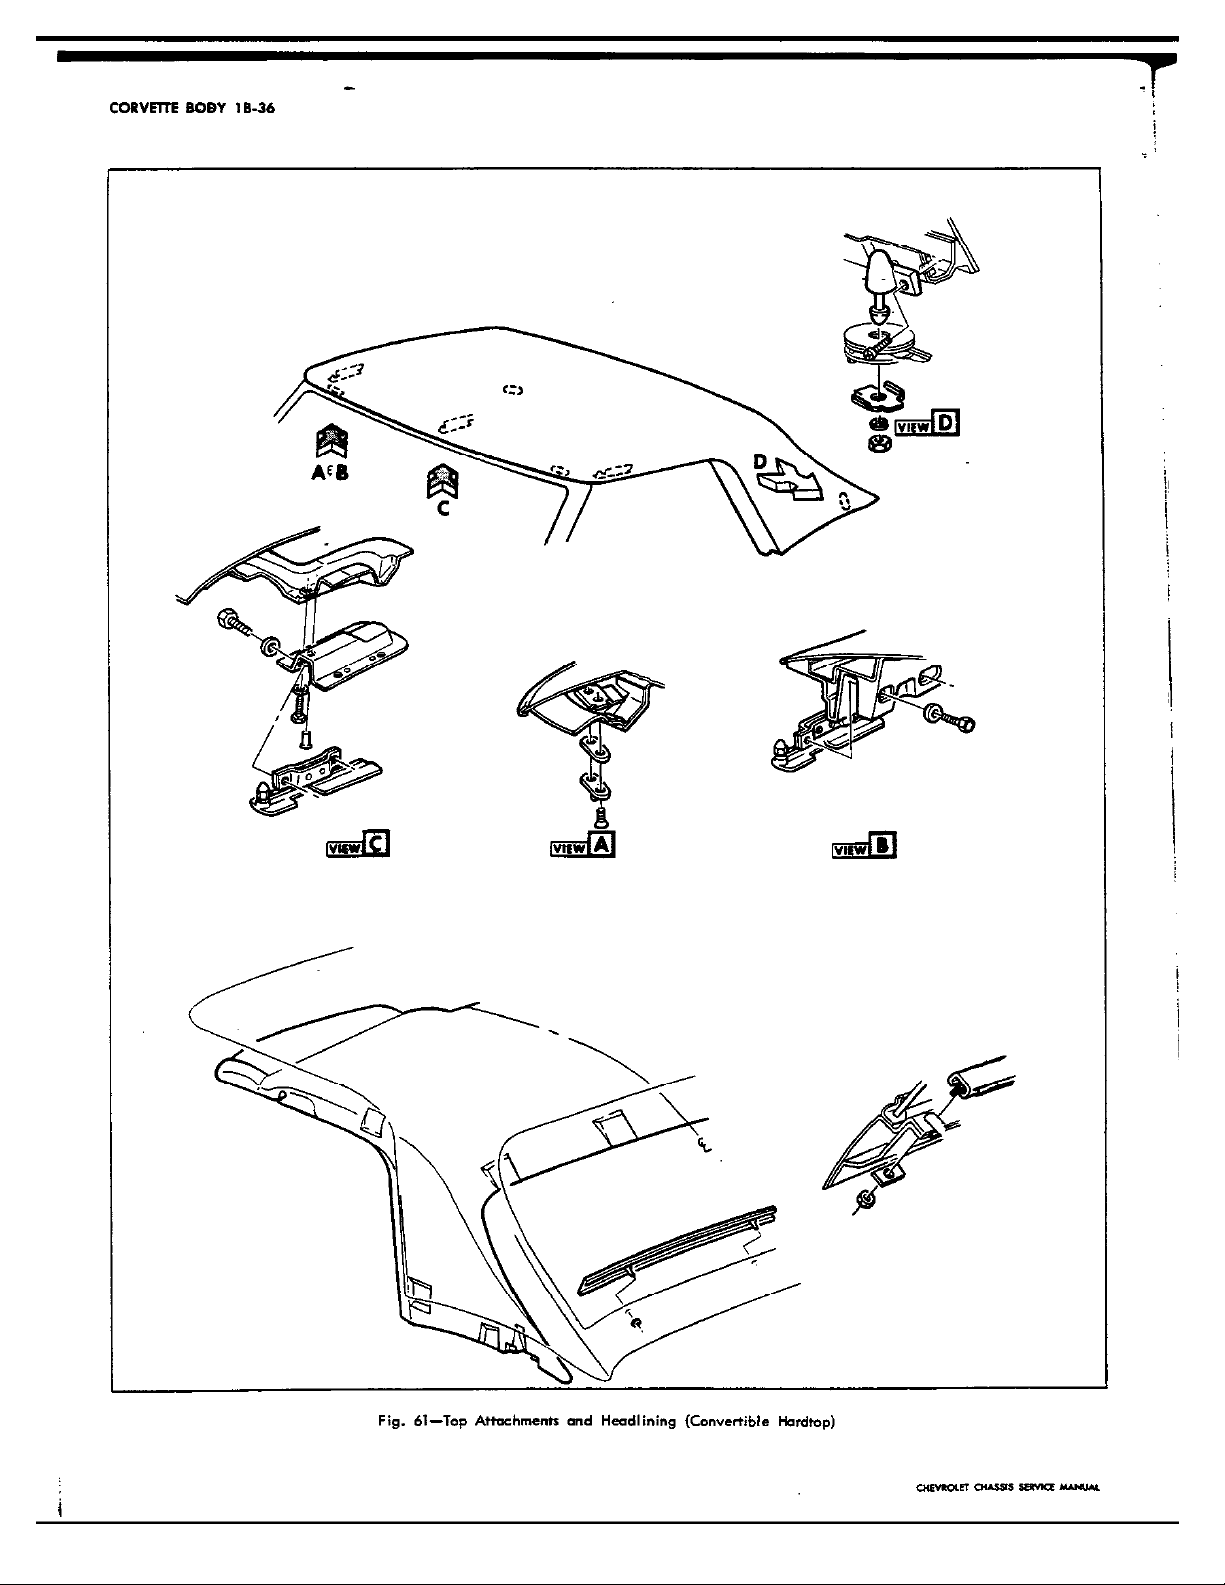 CORVETTE BODY 1B-36
VIEW D
D
A & B
C
VIEW C
VIEW A
VIEW B
Fig. 61—Top Attachments and Headlining (Convertible Hardtop)
CHEVROLET CHASSIS SERVICE MANUAL